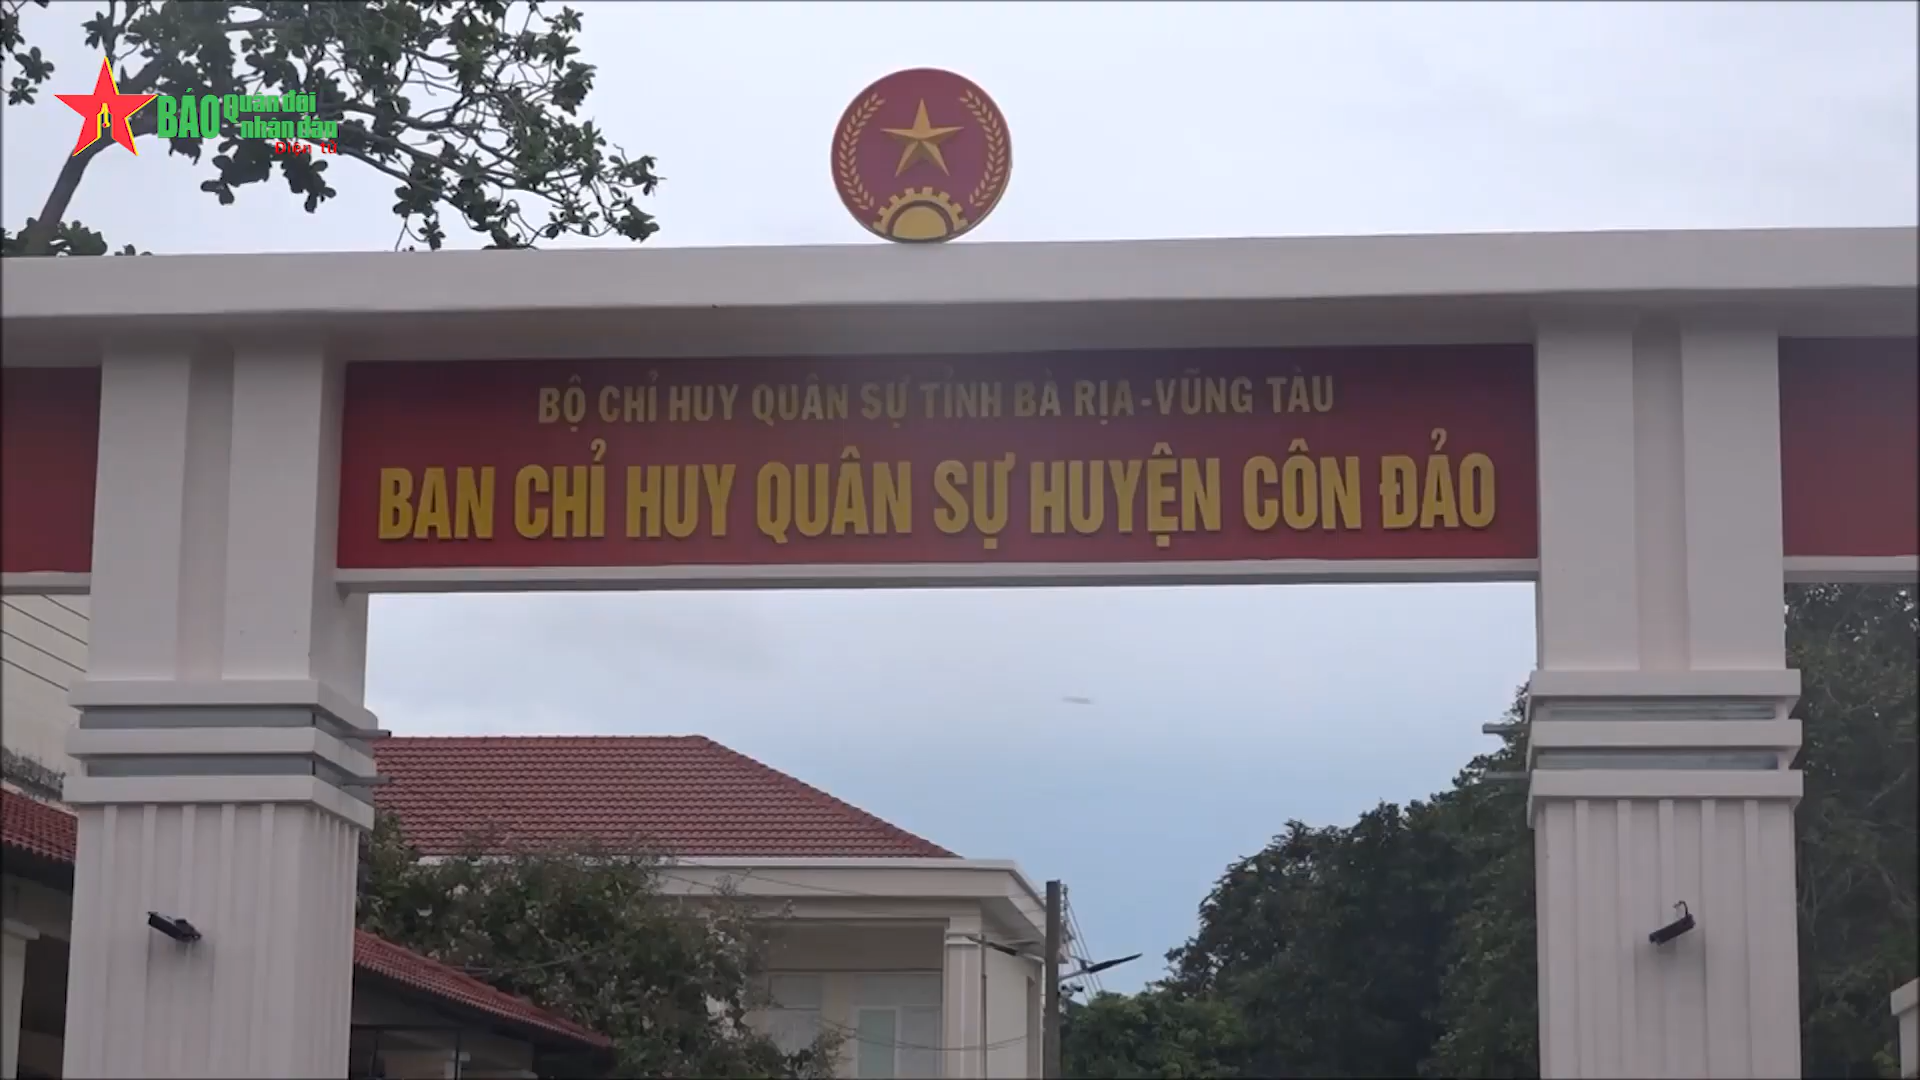 BÁO Quân đội
nhân dân
Điện tử
BỘ CHỈ HUY QUÂN SỰ TỈNH BÀ RỊA-VŨNG TÀU
BAN CHỈ HUY QUÂN SỰ HUYỆN CÔN ĐẢO